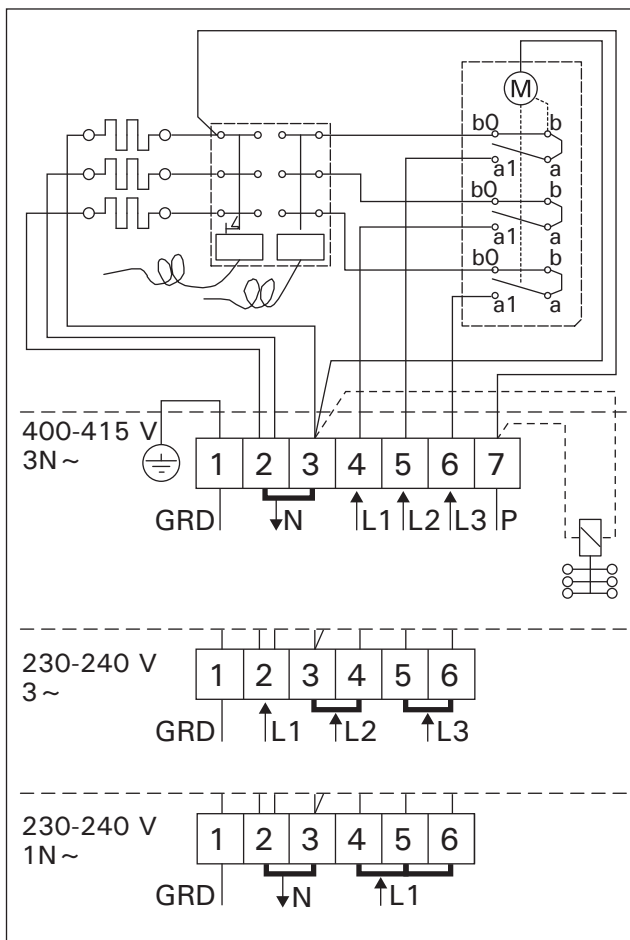 M
b0 b
a1 a
b0 b
a1 a
b0 b
a1 a
400-415 V
3N~
1 2 3 4 5 6 7
GRD N L1 L2 L3 P
230-240 V
3~
1 2 3 4 5 6
GRD L1 L2 L3
230-240 V
1N~
1 2 3 4 5 6
GRD N L1